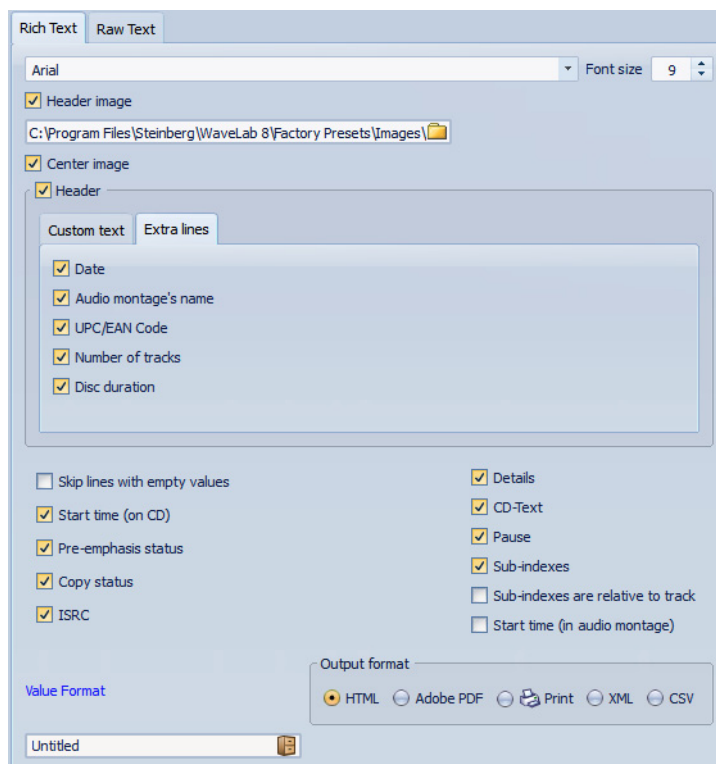 Rich Text Raw Text
Arial Font size 9
Header image
C:\Program Files\Steinberg\WaveLab 8\Factory Presets\Images\
Center image
Header
Custom text Extra lines
Date
Audio montage's name
UPC/EAN Code
Number of tracks
Disc duration
Skip lines with empty values
Start time (on CD)
Pre-emphasis status
Copy status
ISRC
Details
CD-Text
Pause
Sub-indexes
Sub-indexes are relative to track
Start time (in audio montage)
Value Format
Output format
HTML Adobe PDF Print XML CSV
Untitled